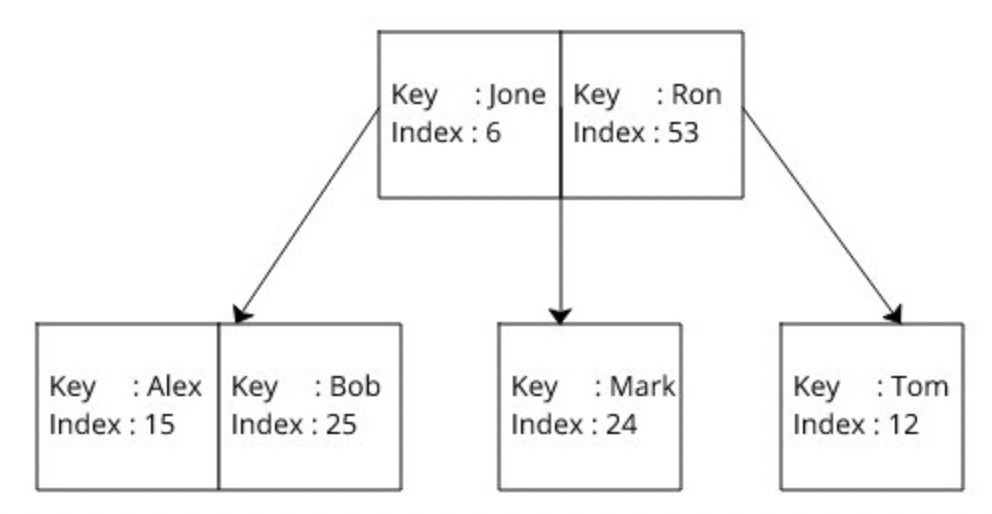 Key : Jone
Index : 6
Key : Ron
Index : 53
Key : Alex
Index : 15
Key : Bob
Index : 25
Key : Mark
Index : 24
Key : Tom
Index : 12